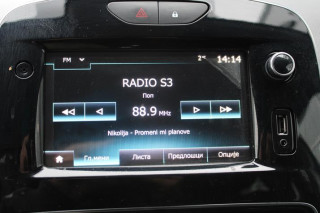 FM 2° 14:14
RADIO S3
Поп
88.9 MHz
Nikolija - Promeni mi planove
Гл.мени Листа Предлошци Опције